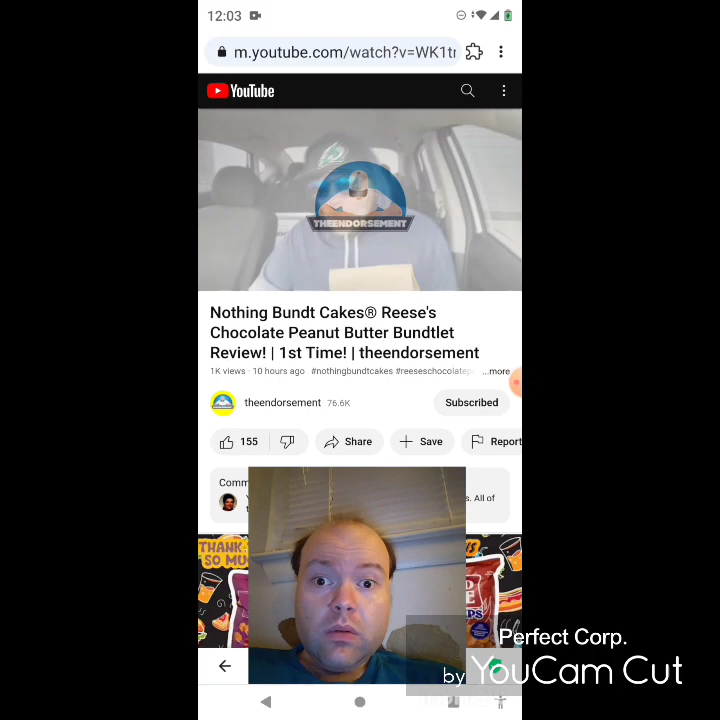 12:03
m.youtube.com/watch?v=WK1tr
YouTube
THEENDORSEMENT
Nothing Bundt Cakes® Reese's
Chocolate Peanut Butter Bundtlet
Review! | 1st Time! | theendorsement
1K views · 10 hours ago #nothingbundtcakes #reeseschocolatepe ...more
theendorsement 76.6K Subscribed
155 Share Save Report
Comm
s. All of
THANK
SO MU
Perfect Corp.
by YouCam Cut